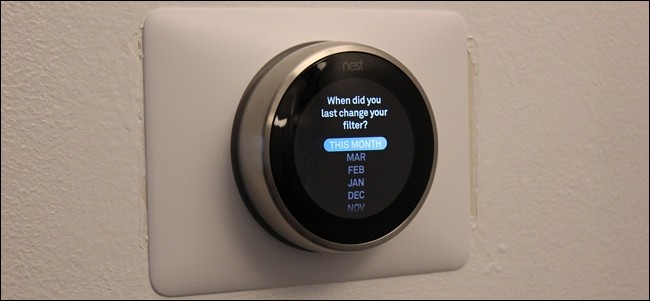 nest
When did you
last change your
filter?
THIS MONTH
MAR
FEB
JAN
DEC
NOV